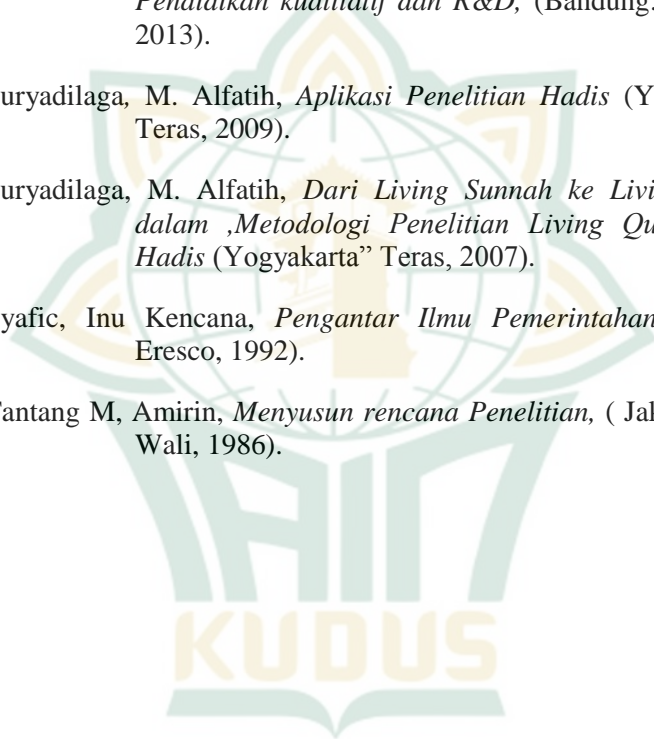 Pendidikan kualitatif dan R&D, (Bandung:
2013).
uryadilaga, M. Alfatih, Aplikasi Penelitian Hadis (Y
Teras, 2009).
uryadilaga, M. Alfatih, Dari Living Sunnah ke Livi
dalam ,Metodologi Penelitian Living Qu
Hadis (Yogyakarta” Teras, 2007).
yafic, Inu Kencana, Pengantar Ilmu Pemerintahan
Eresco, 1992).
antang M, Amirin, Menyusun rencana Penelitian, ( Jak
Wali, 1986).
IAIN
KUDUS